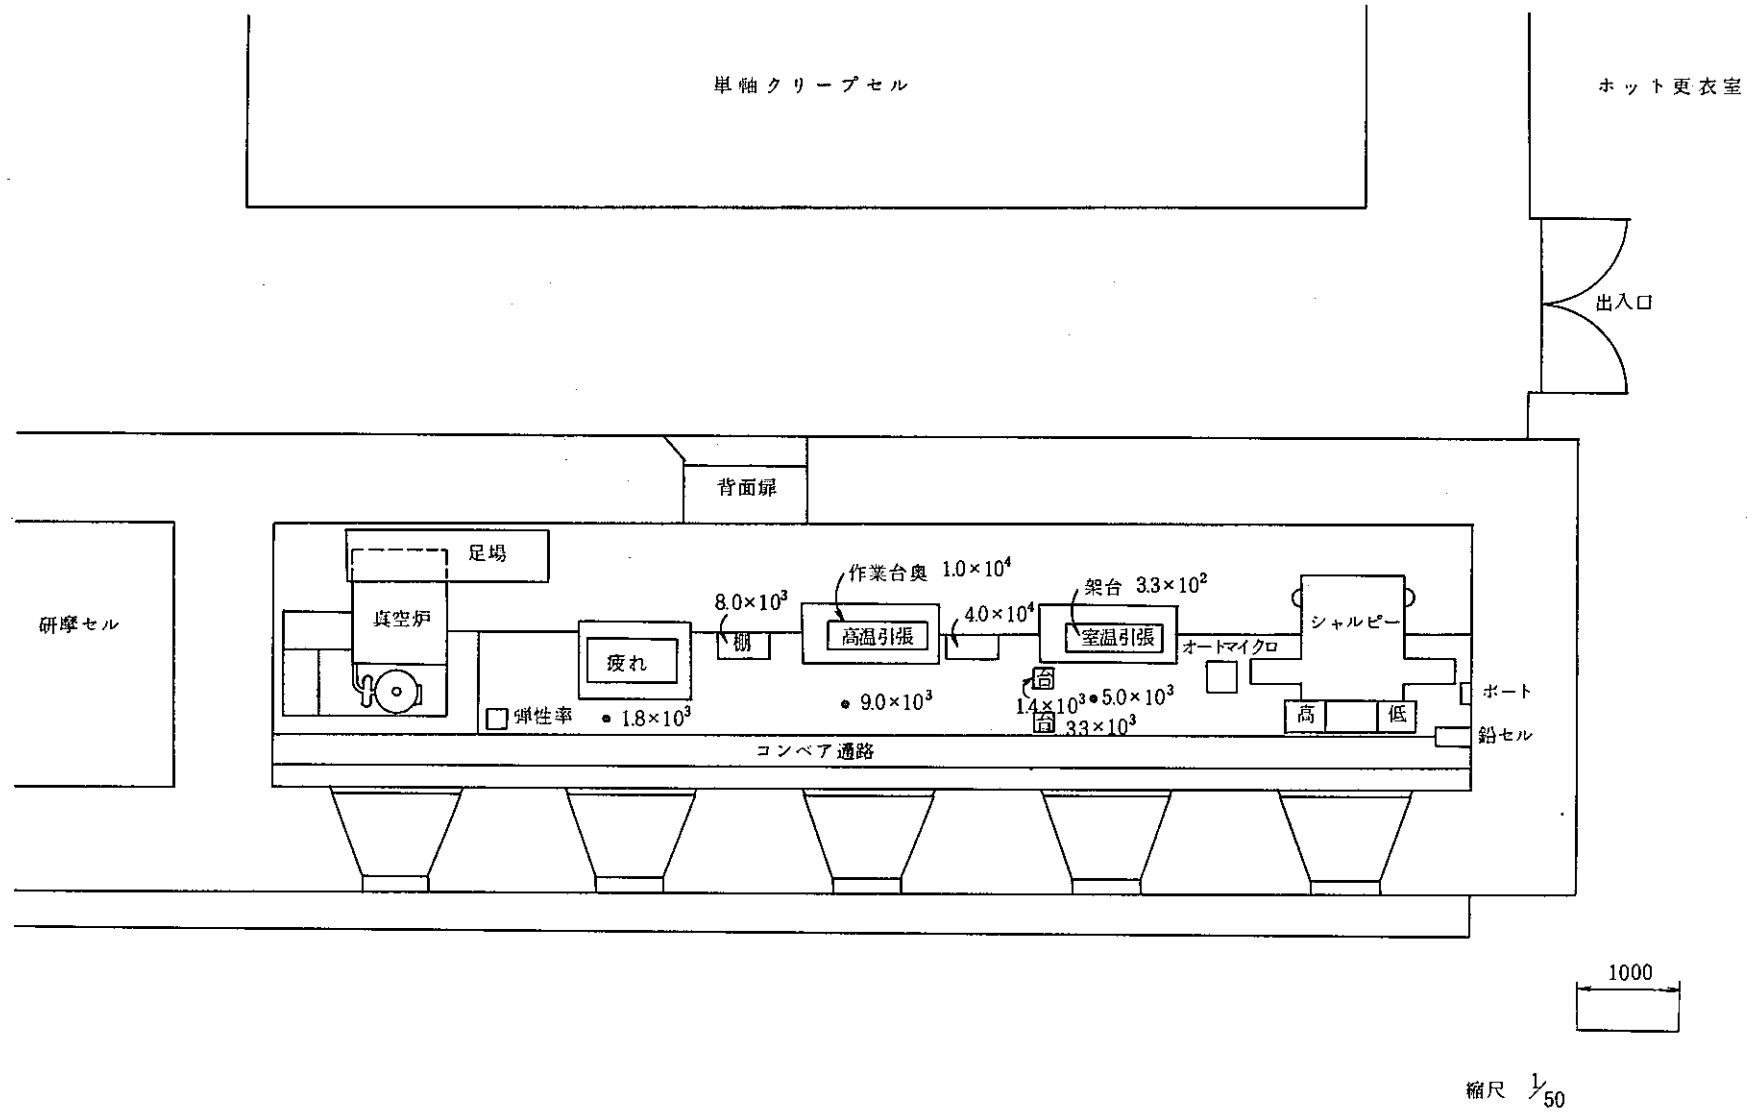 単軸クリープセル
ホット更衣室
出入口
背面扉
足場
作業台奥 1.0×10⁴
架台 3.3×10²
8.0×10³
4.0×10⁴
研摩セル
真空炉
シャルピー
高温引張
室温引張
棚
オートマイクロ
疲れ
台
ポート
1.4×10³
5.0×10³
9.0×10³
弾性率
1.8×10³
高
低
台
3.3×10³
鉛セル
コンベア通路
1000
縮尺 1/50